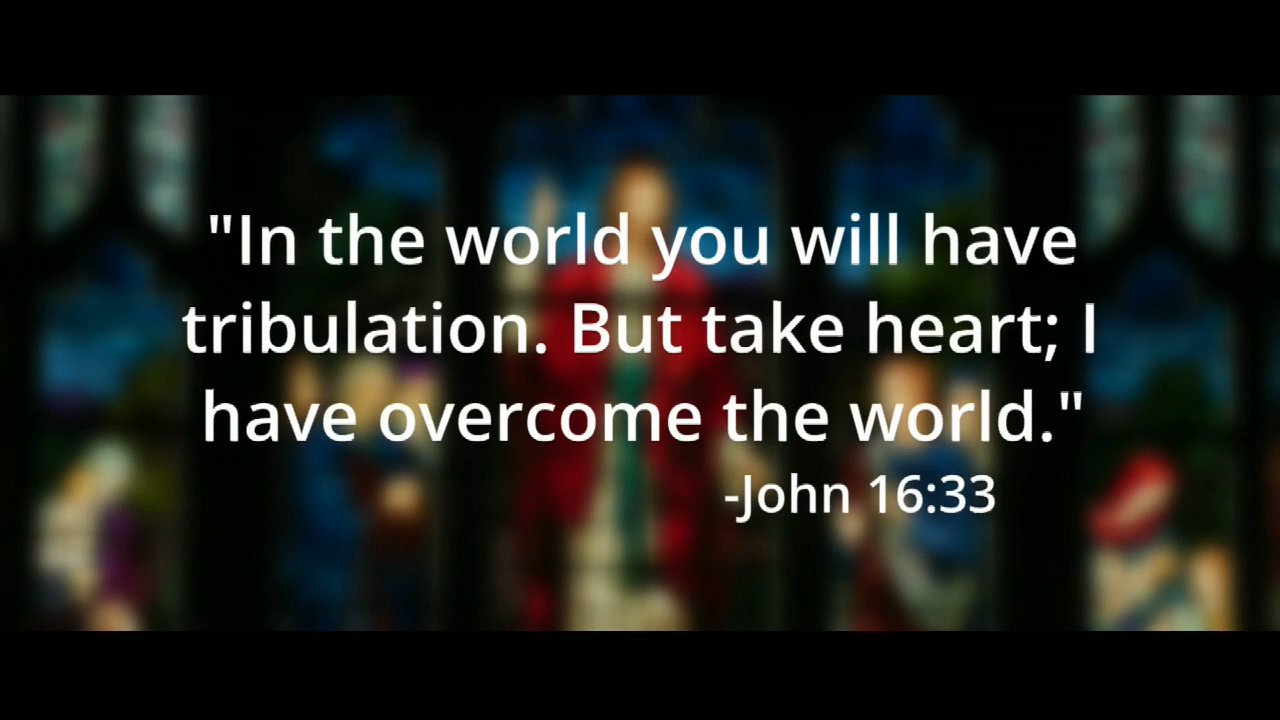 "In the world you will have
tribulation. But take heart; I
have overcome the world."
-John 16:33